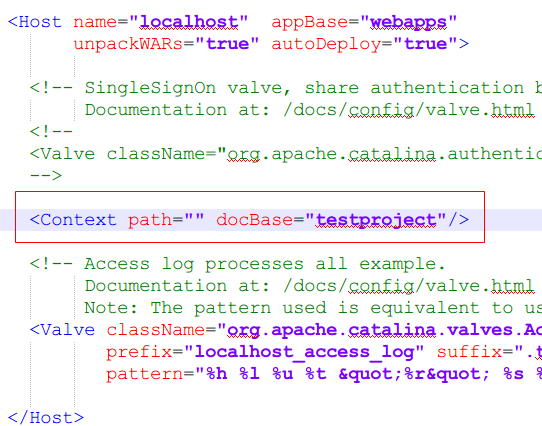 <Host name="localhost"  appBase="webapps"
unpackWARs="true" autoDeploy="true">
<!-- SingleSignOn valve, share authentication b
Documentation at: /docs/config/valve.html
<!--
<Valve className="org.apache.catalina.authentic
-->
<Context path="" docBase="testproject"/>
<!-- Access log processes all example.
Documentation at: /docs/config/valve.html
Note: The pattern used is equivalent to us
<Valve className="org.apache.catalina.valves.Ac
prefix="localhost_access_log" suffix=".t
pattern="%h %l %u %t &quot;%r&quot; %s %
</Host>